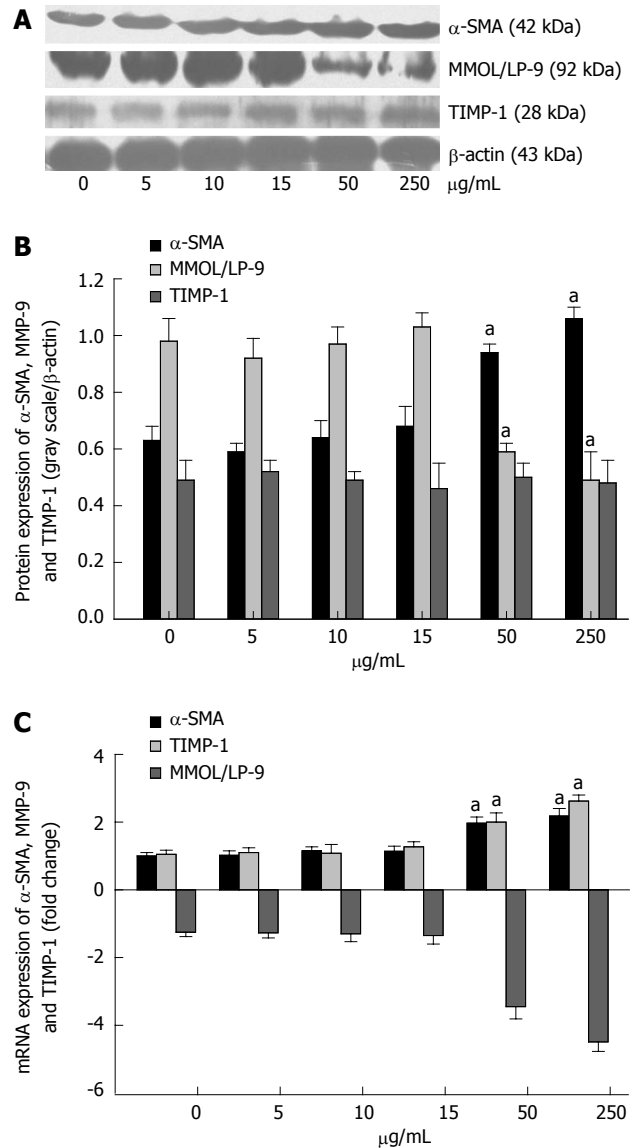 A
α-SMA (42 kDa)
MMOL/LP-9 (92 kDa)
TIMP-1 (28 kDa)
β-actin (43 kDa)
0 5 10 15 50 250 μg/mL
B
α-SMA
MMOL/LP-9
TIMP-1
Protein expression of α-SMA, MMP-9
and TIMP-1 (gray scale/β-actin)
1.2
1.0
0.8
0.6
0.4
0.2
0.0
a
a
a
a
0 5 10 15 50 250
μg/mL
C
α-SMA
TIMP-1
MMOL/LP-9
mRNA expression of α-SMA, MMP-9
and TIMP-1 (fold change)
4
2
0
-2
-4
-6
a a
a a
0 5 10 15 50 250
μg/mL